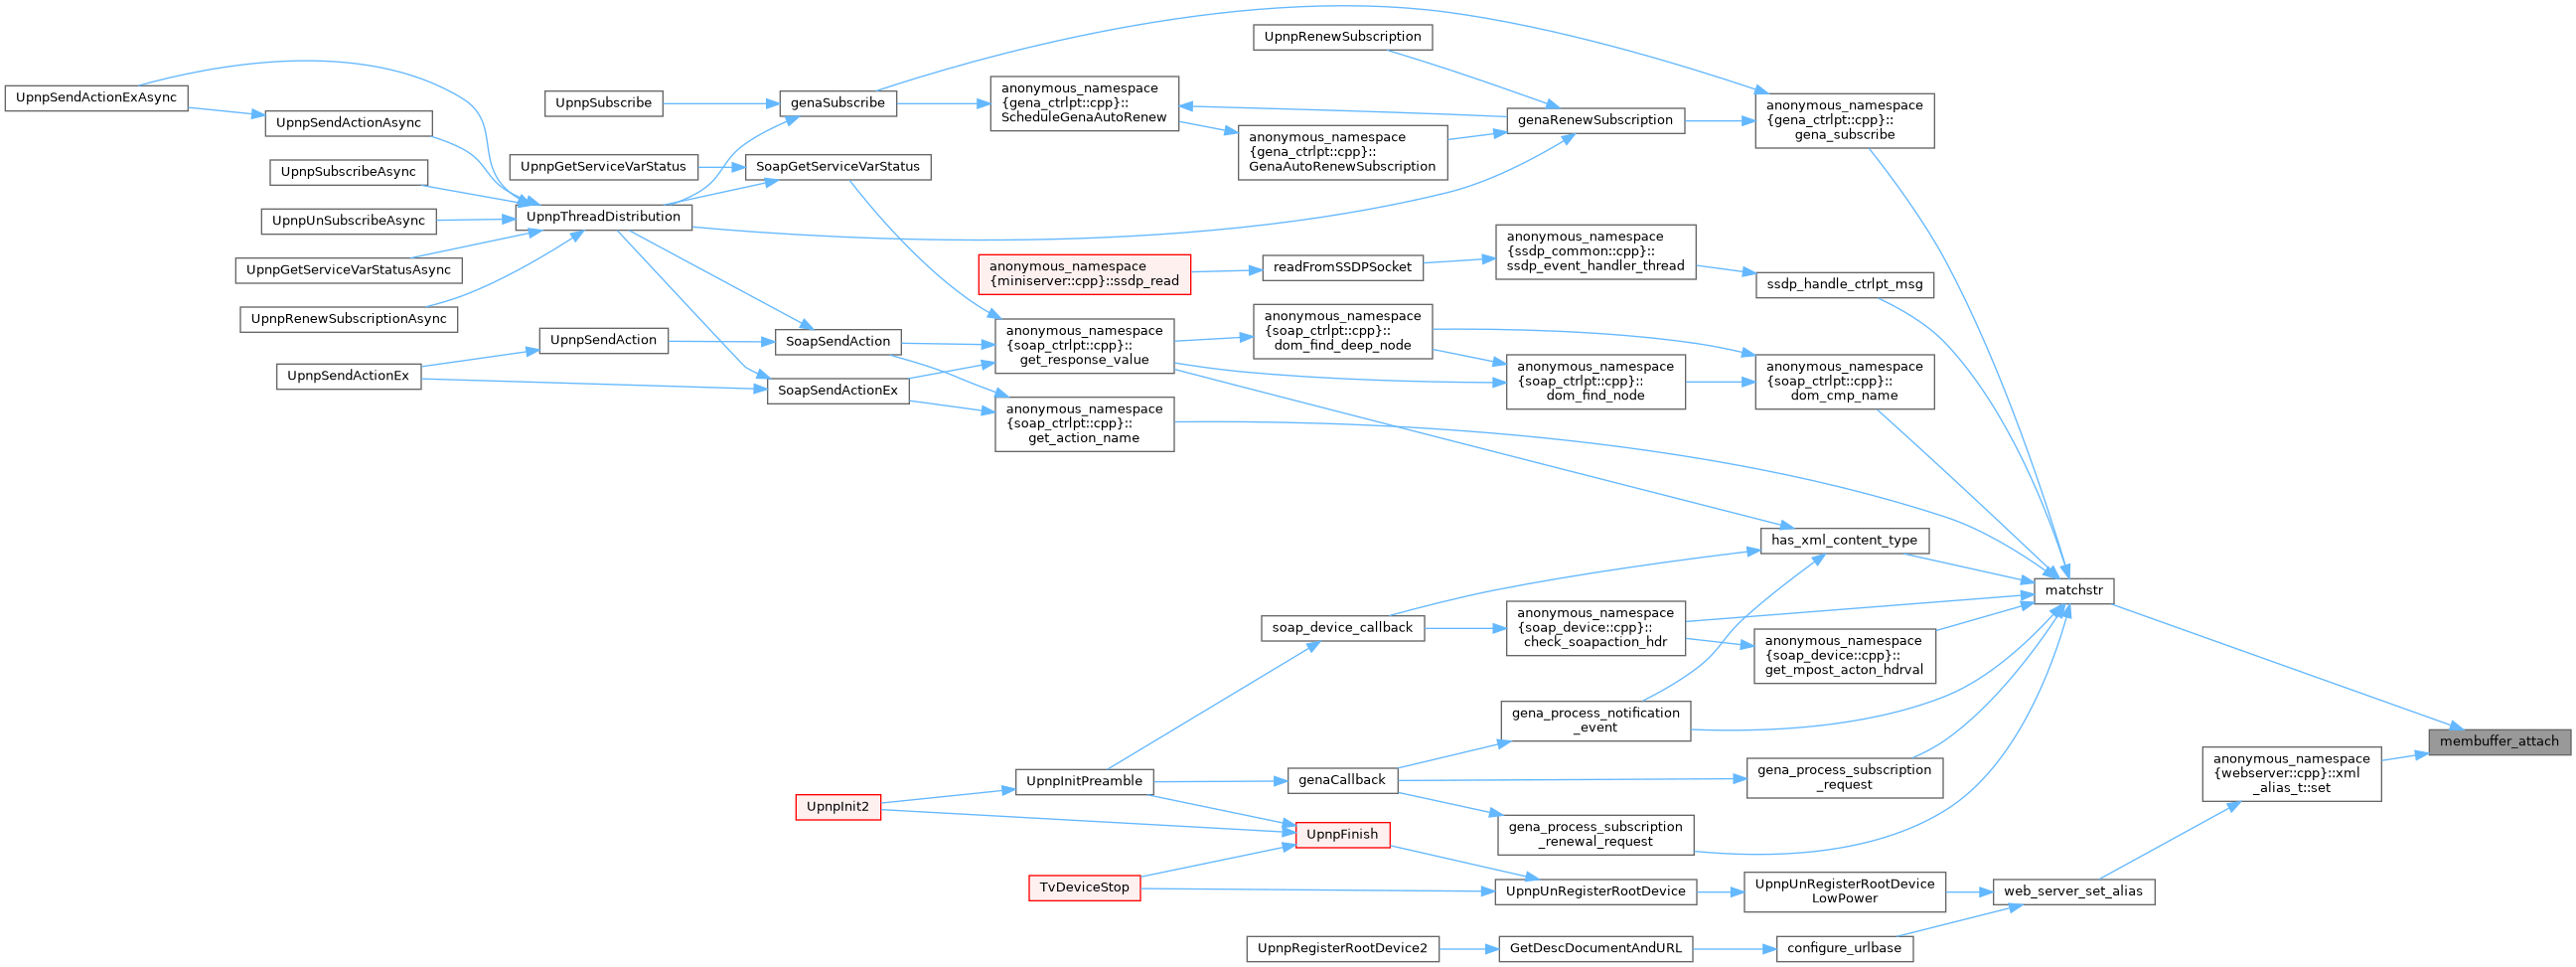 UpnpSendActionExAsync
UpnpSendActionAsync
UpnpSubscribeAsync
UpnpUnSubscribeAsync
UpnpGetServiceVarStatusAsync
UpnpRenewSubscriptionAsync
UpnpSendActionEx
UpnpSubscribe
UpnpGetServiceVarStatus
UpnpThreadDistribution
UpnpSendAction
genaSubscribe
SoapGetServiceVarStatus
SoapSendAction
SoapSendActionEx
UpnpInit2
anonymous_namespace
{gena_ctrlpt::cpp}::
ScheduleGenaAutoRenew
anonymous_namespace
{miniserver::cpp}::ssdp_read
anonymous_namespace
{soap_ctrlpt::cpp}::
get_response_value
anonymous_namespace
{soap_ctrlpt::cpp}::
get_action_name
UpnpInitPreamble
TvDeviceStop
UpnpRenewSubscription
anonymous_namespace
{gena_ctrlpt::cpp}::
GenaAutoRenewSubscription
readFromSSDPSocket
anonymous_namespace
{soap_ctrlpt::cpp}::
dom_find_deep_node
soap_device_callback
genaCallback
UpnpFinish
UpnpRegisterRootDevice2
genaRenewSubscription
anonymous_namespace
{ssdp_common::cpp}::
ssdp_event_handler_thread
anonymous_namespace
{soap_ctrlpt::cpp}::
dom_find_node
anonymous_namespace
{soap_device::cpp}::
check_soapaction_hdr
gena_process_notification
_event
gena_process_subscription
_renewal_request
UpnpUnRegisterRootDevice
GetDescDocumentAndURL
anonymous_namespace
{gena_ctrlpt::cpp}::
gena_subscribe
ssdp_handle_ctrlpt_msg
anonymous_namespace
{soap_ctrlpt::cpp}::
dom_cmp_name
has_xml_content_type
anonymous_namespace
{soap_device::cpp}::
get_mpost_acton_hdrval
gena_process_subscription
_request
UpnpUnRegisterRootDevice
LowPower
configure_urlbase
matchstr
web_server_set_alias
anonymous_namespace
{webserver::cpp}::xml
_alias_t::set
membuffer_attach